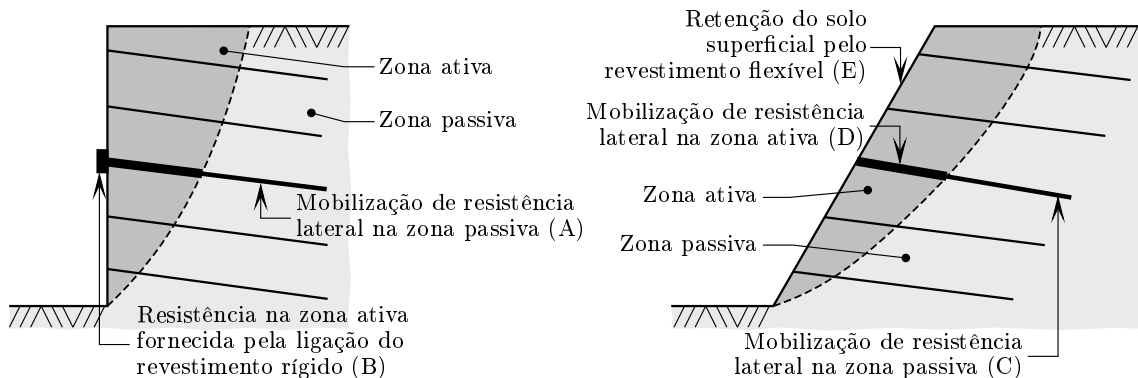 Zona ativa
Zona passiva
Mobilização de resistência
lateral na zona passiva (A)
Resistência na zona ativa
fornecida pela ligação do
revestimento rígido (B)
Retenção do solo
superficial pelo
revestimento flexível (E)
Mobilização de resistência
lateral na zona ativa (D)
Zona ativa
Zona passiva
Mobilização de resistência
lateral na zona passiva (C)